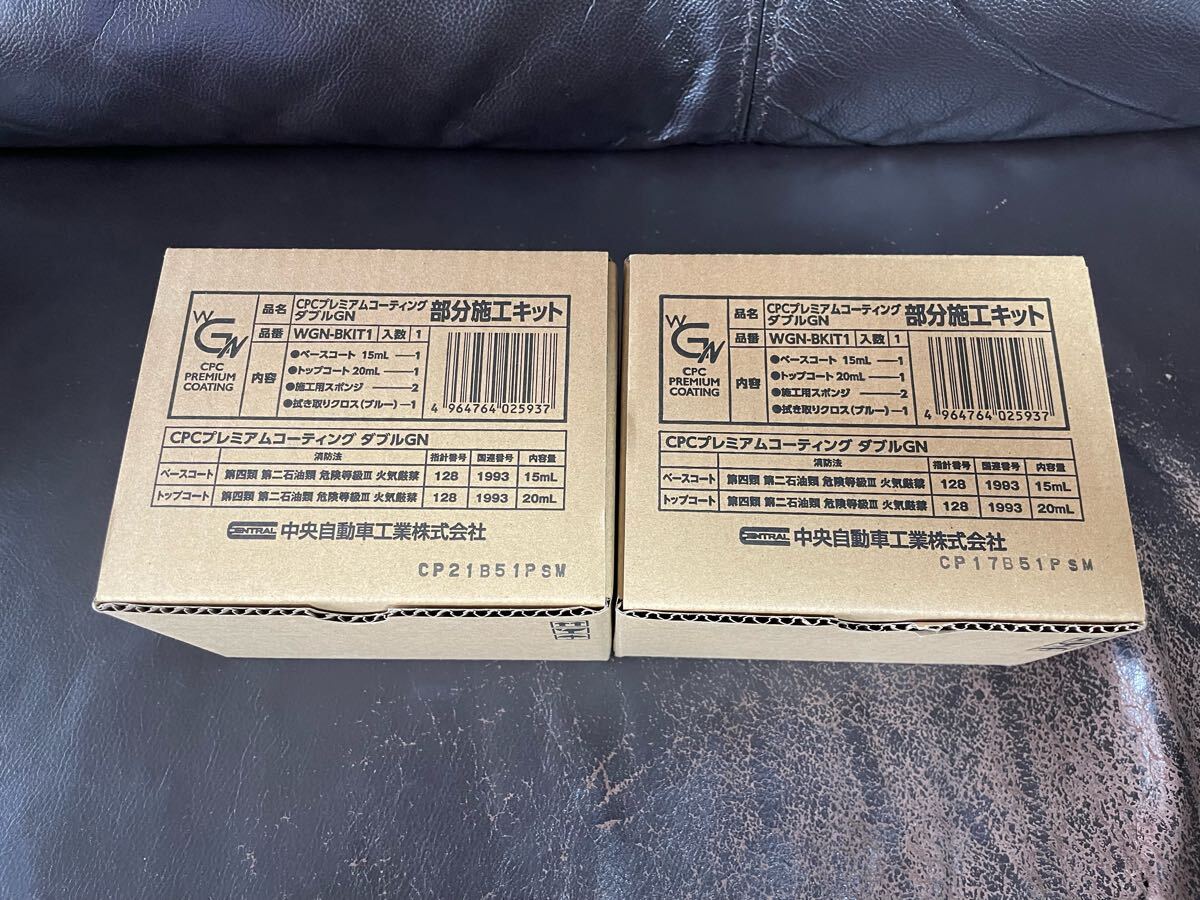 WGN
CPC
PREMIUM
COATING
品名 CPCプレミアムコーティング ダブルGN 部分施工キット
品番 WGN-BKIT1 入数 1
内容
●ベースコート 15mL 1
●トップコート 20mL 1
●施工用スポンジ 2
●拭き取りクロス(ブルー) 1
4 964764 025937
CPCプレミアムコーティング ダブルGN
消防法 指針番号 国連番号 内容量
ベースコート 第四類 第二石油類 危険等級Ⅲ 火気厳禁 128 1993 15mL
トップコート 第四類 第二石油類 危険等級Ⅲ 火気厳禁 128 1993 20mL
CENTRAL 中央自動車工業株式会社
CP21B51PSM
WGN
CPC
PREMIUM
COATING
品名 CPCプレミアムコーティング ダブルGN 部分施工キット
品番 WGN-BKIT1 入数 1
内容
●ベースコート 15mL 1
●トップコート 20mL 1
●施工用スポンジ 2
●拭き取りクロス(ブルー) 1
4 964764 025937
CPCプレミアムコーティング ダブルGN
消防法 指針番号 国連番号 内容量
ベースコート 第四類 第二石油類 危険等級Ⅲ 火気厳禁 128 1993 15mL
トップコート 第四類 第二石油類 危険等級Ⅲ 火気厳禁 128 1993 20mL
CENTRAL 中央自動車工業株式会社
CP17B51PSM